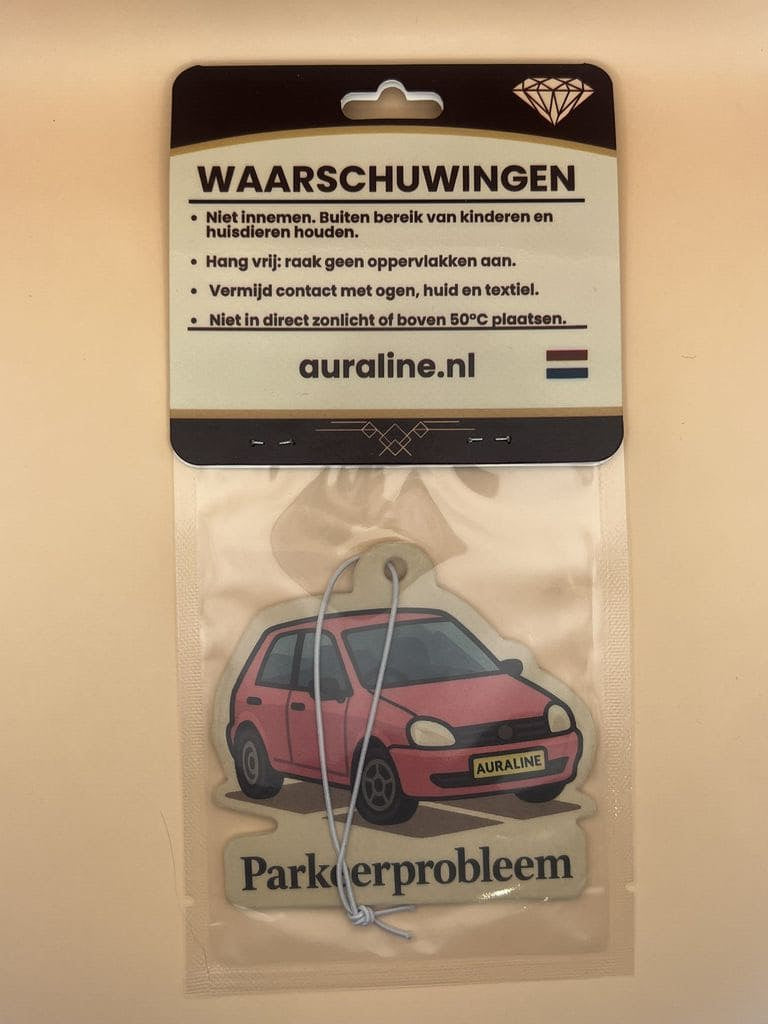 WAARSCHUWINGEN
• Niet innemen. Buiten bereik van kinderen en
huisdieren houden.
• Hang vrij: raak geen oppervlakken aan.
• Vermijd contact met ogen, huid en textiel.
• Niet in direct zonlicht of boven 50°C plaatsen.
auraline.nl
AURALINE
Parkeerprobleem